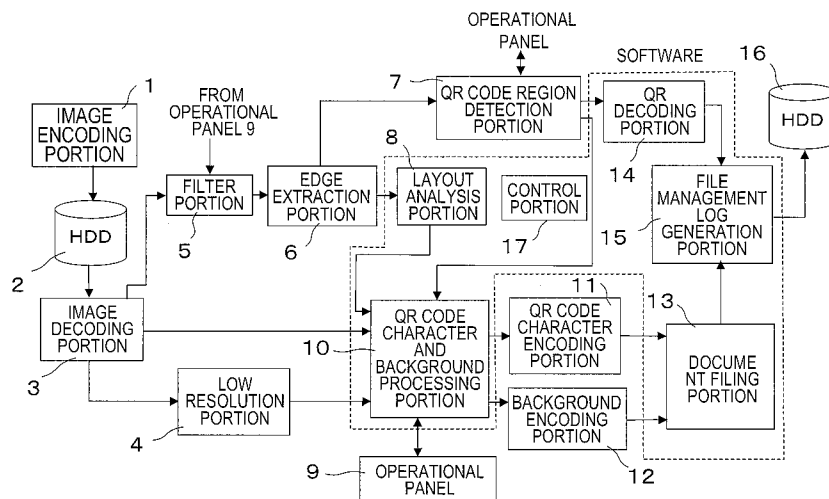 OPERATIONAL
PANEL
SOFTWARE
16
1
7
IMAGE
ENCODING
PORTION
FROM
OPERATIONAL
PANEL 9
QR CODE REGION
DETECTION
PORTION
QR
DECODING
PORTION
HDD
8
14
FILTER
PORTION
5
EDGE
EXTRACTION
PORTION
6
LAYOUT
ANALYSIS
PORTION
CONTROL
PORTION
17
FILE
MANAGEMENT
LOG
GENERATION
PORTION
15
HDD
2
IMAGE
DECODING
PORTION
3
QR CODE
CHARACTER
AND
BACKGROUND
PROCESSING
PORTION
10
11
QR CODE
CHARACTER
ENCODING
PORTION
13
DOCUME
NT FILING
PORTION
LOW
RESOLUTION
PORTION
4
BACKGROUND
ENCODING
PORTION
12
9
OPERATIONAL
PANEL